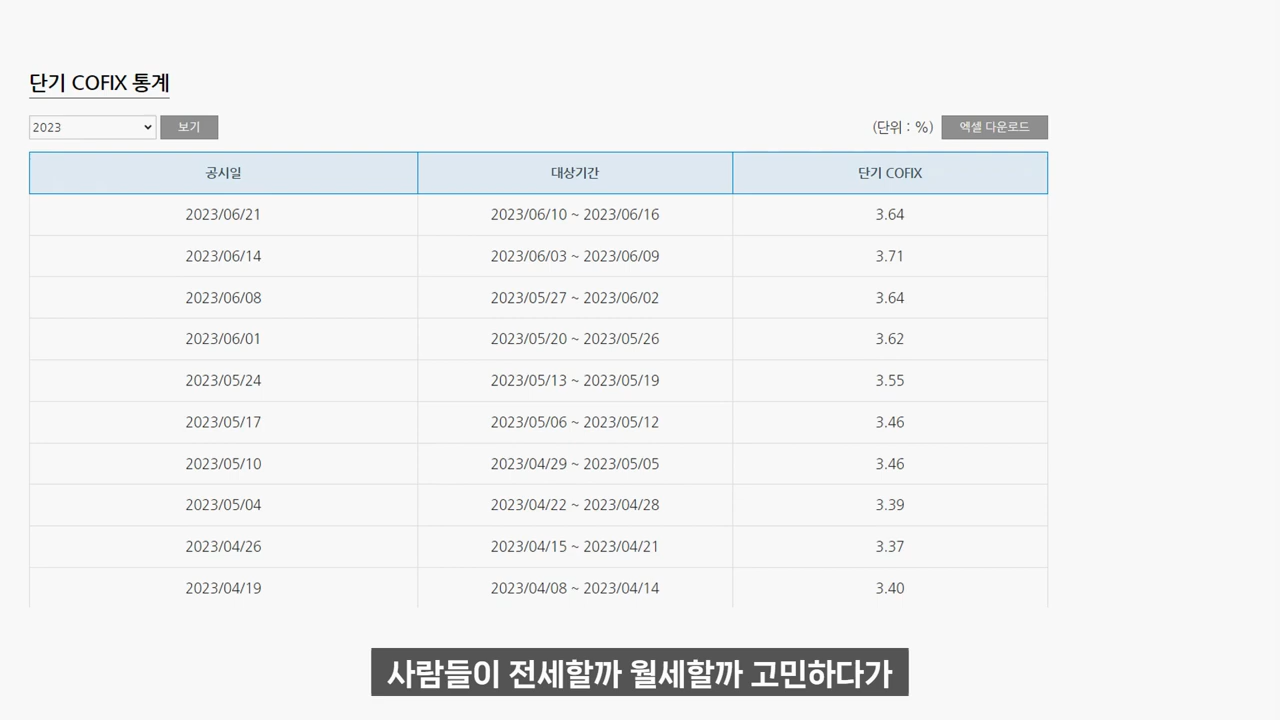 단기 COFIX 통계
2023 보기 (단위 : %) 엑셀 다운로드
공시일 대상기간 단기 COFIX
2023/06/21 2023/06/10 ~ 2023/06/16 3.64
2023/06/14 2023/06/03 ~ 2023/06/09 3.71
2023/06/08 2023/05/27 ~ 2023/06/02 3.64
2023/06/01 2023/05/20 ~ 2023/05/26 3.62
2023/05/24 2023/05/13 ~ 2023/05/19 3.55
2023/05/17 2023/05/06 ~ 2023/05/12 3.46
2023/05/10 2023/04/29 ~ 2023/05/05 3.46
2023/05/04 2023/04/22 ~ 2023/04/28 3.39
2023/04/26 2023/04/15 ~ 2023/04/21 3.37
2023/04/19 2023/04/08 ~ 2023/04/14 3.40
사람들이 전세할까 월세할까 고민하다가